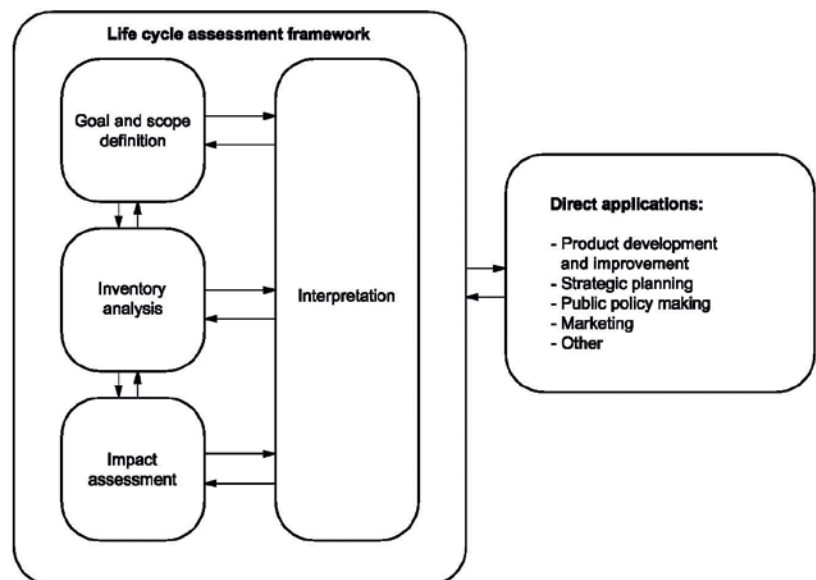 Life cycle assessment framework
Goal and scope
definition
Inventory
analysis
Impact
assessment
Interpretation
Direct applications:
- Product development
and improvement
- Strategic planning
- Public policy making
- Marketing
- Other